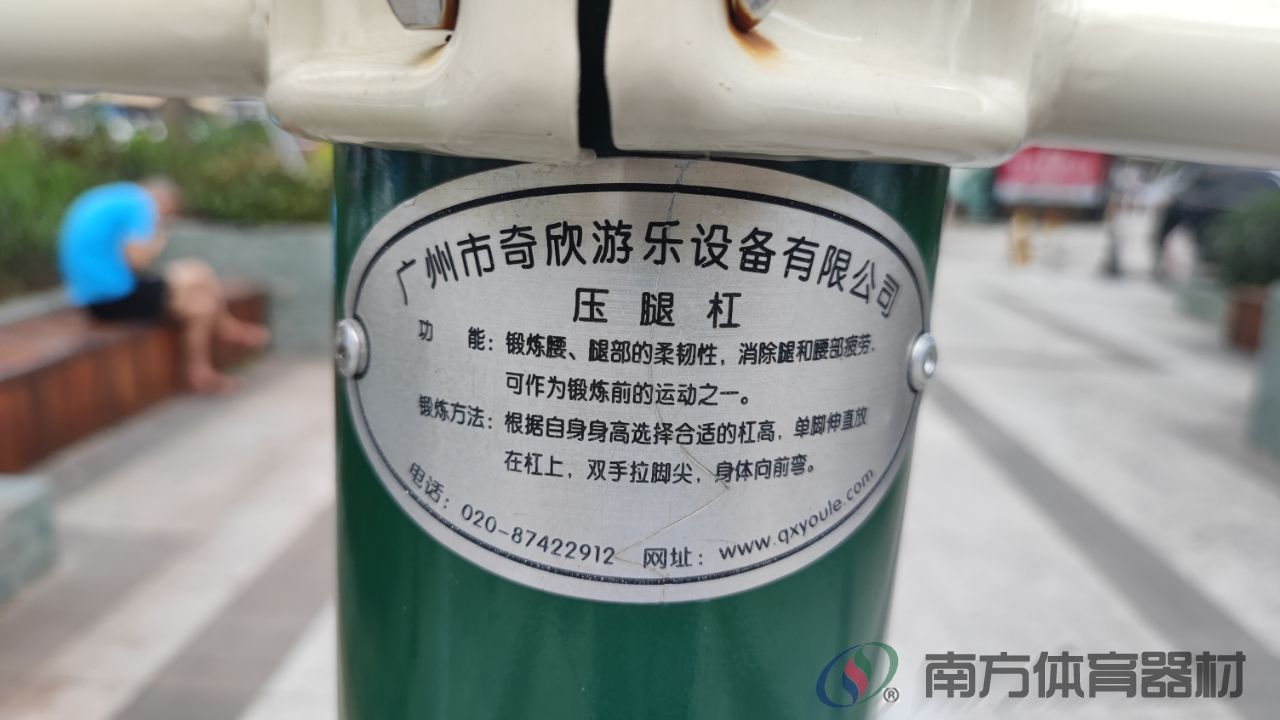 广州市奇欣游乐设备有限公司
压腿杠
功 能：锻炼腰、腿部的柔韧性，消除腿和腰部疲劳，
可作为锻炼前的运动之一。
锻炼方法：根据自身身高选择合适的杠高，单脚伸直放
在杠上，双手拉脚尖，身体向前弯。
电话：020-87422912 网址：www.qxyoule.com
® 南方体育器材